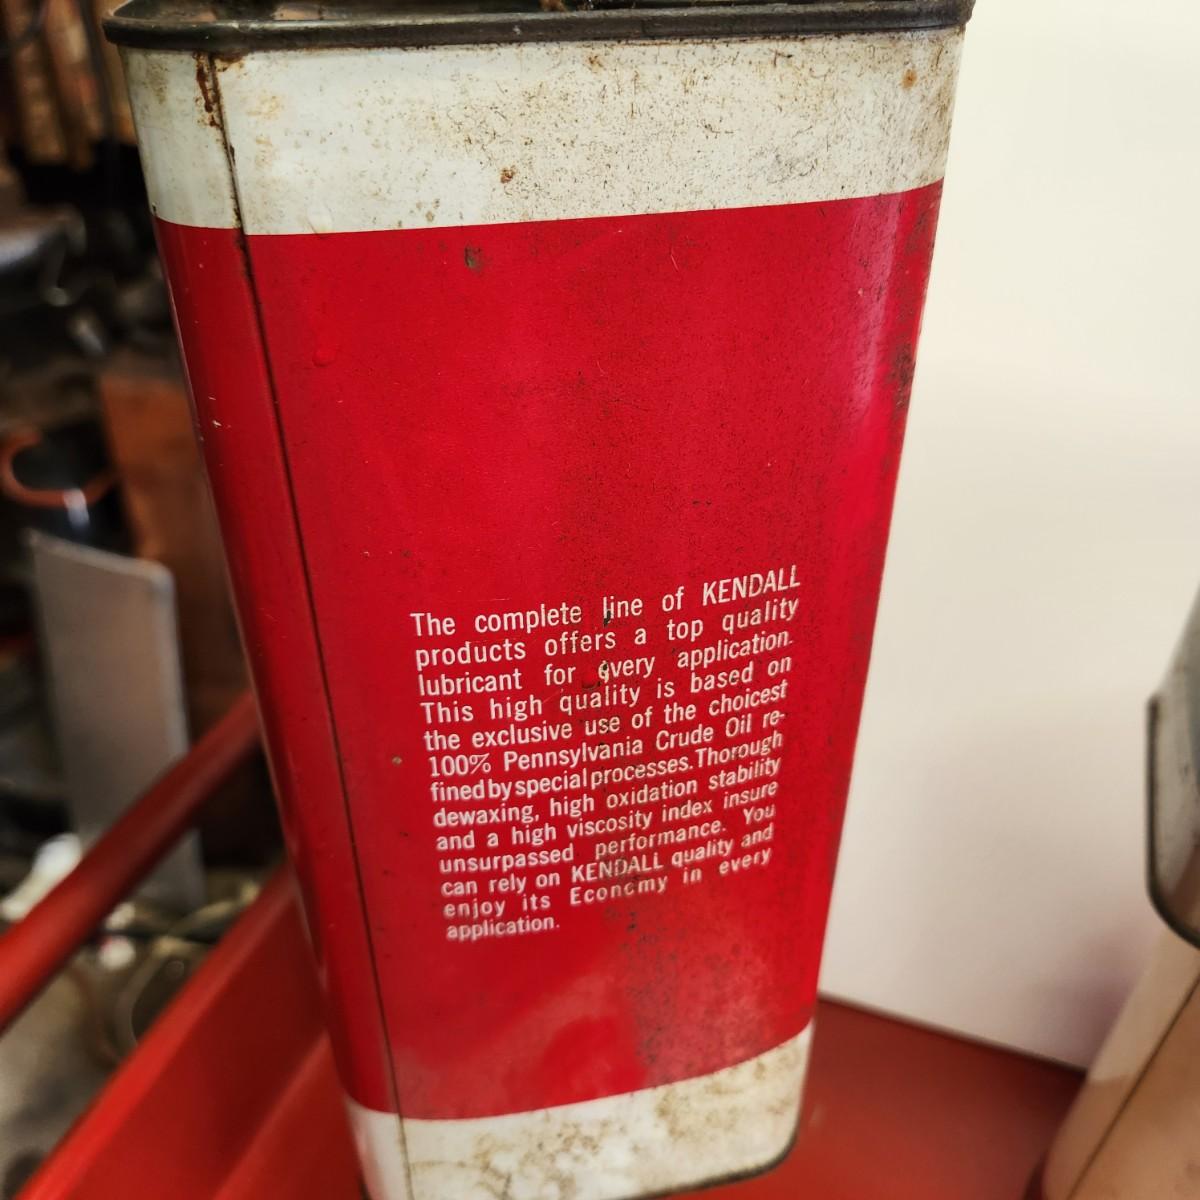 The complete line of KENDALL
products offers a top quality
lubricant for every application.
This high quality is based on
the exclusive use of the choicest
100% Pennsylvania Crude Oil re-
fined by special processes. Thorough
dewaxing, high oxidation stability
and a high viscosity index insure
unsurpassed performance. You
can rely on KENDALL quality and
enjoy its Economy in every
application.